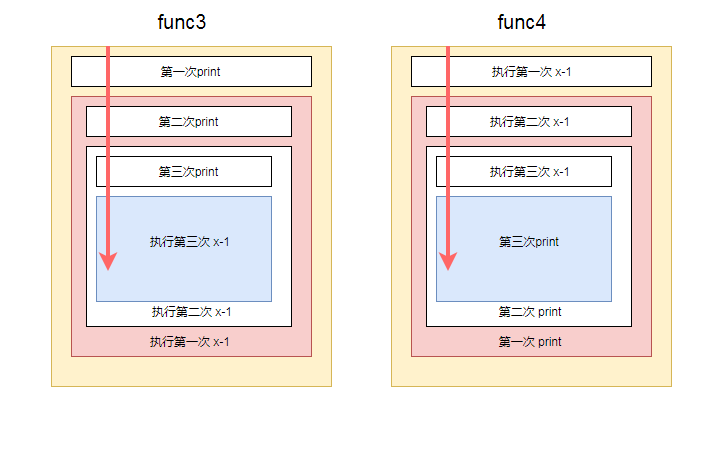 func3
第一次print
第二次print
第三次print
执行第三次 x-1
执行第二次 x-1
执行第一次 x-1
func4
执行第一次 x-1
执行第二次 x-1
执行第三次 x-1
第三次print
第二次 print
第一次 print